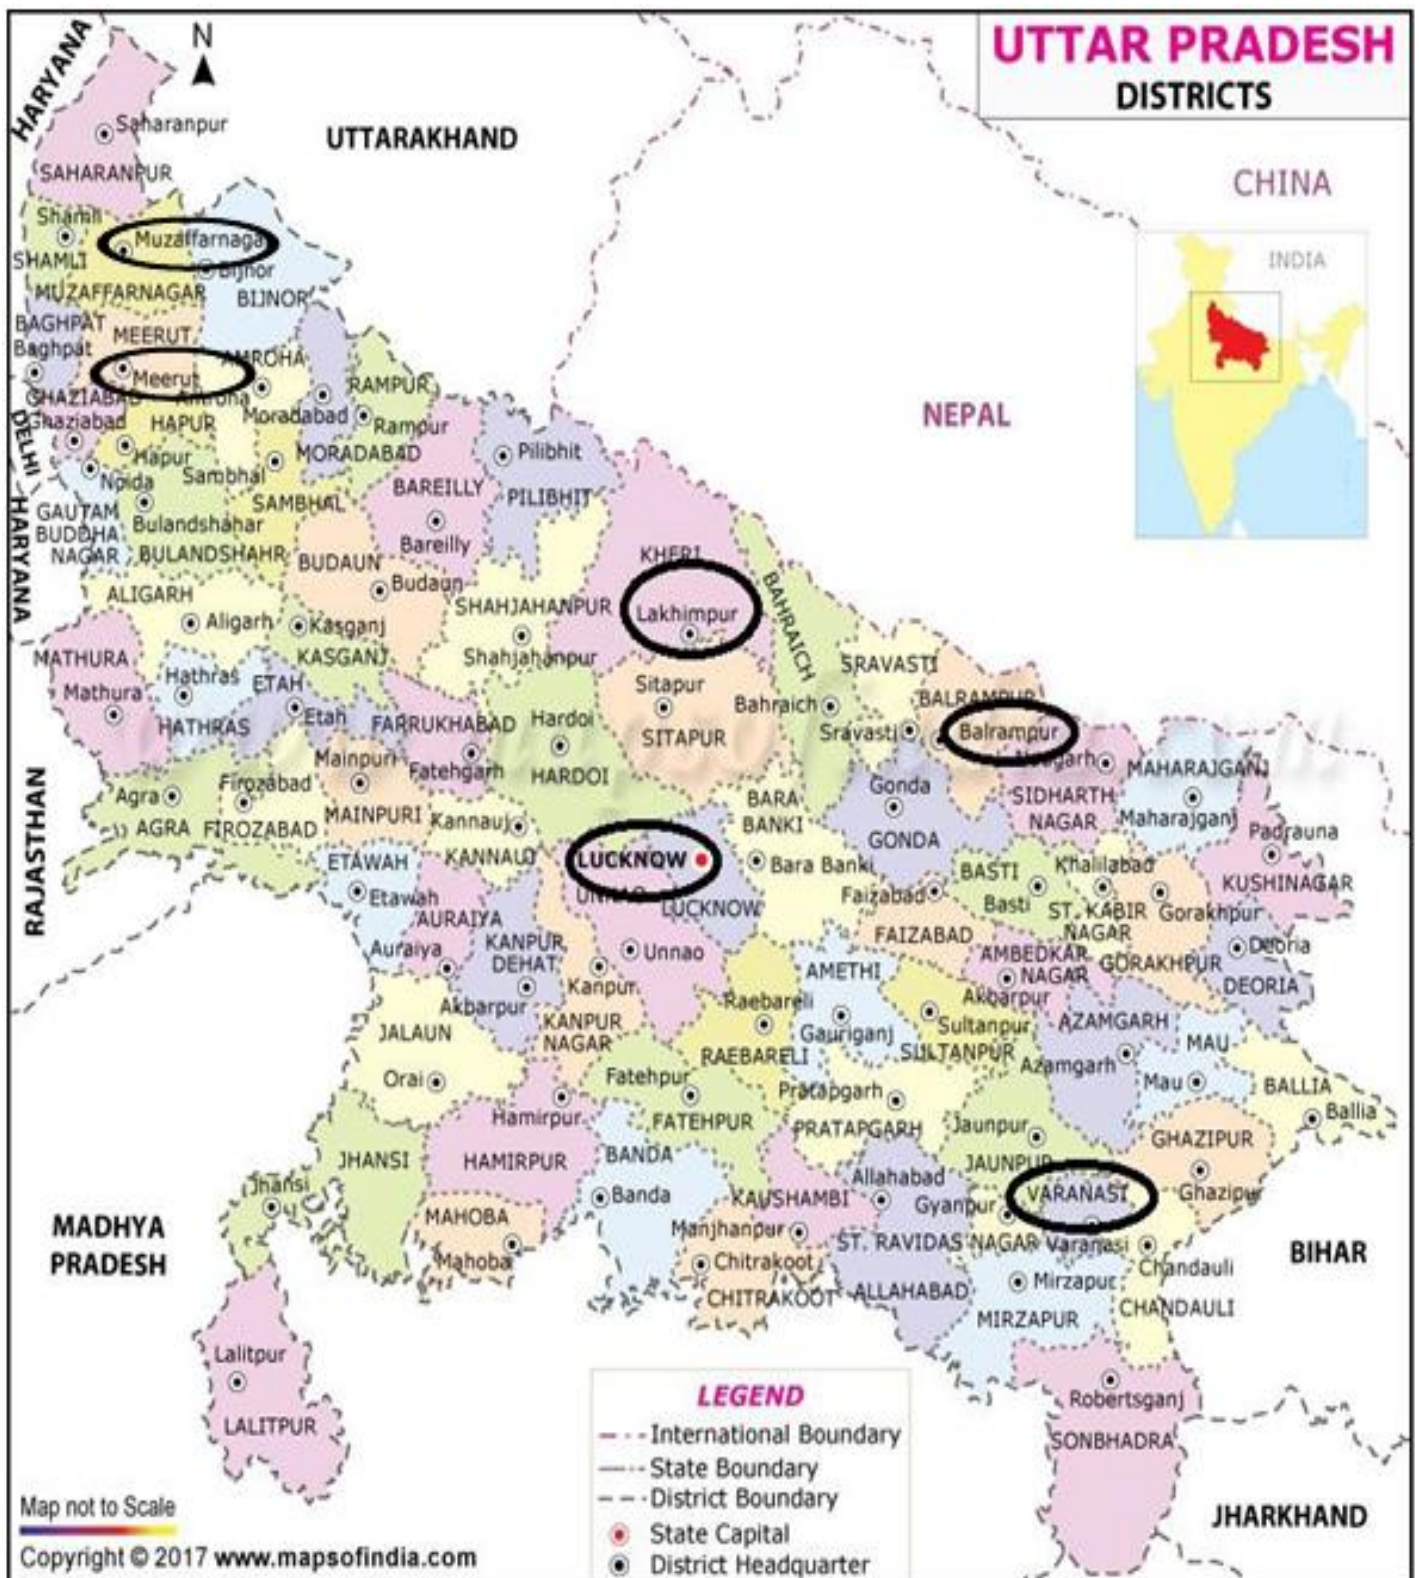 UTTAR PRADESH
DISTRICTS
N
HARYANA
Saharanpur
SAHARANPUR
UTTARAKHAND
CHINA
INDIA
NEPAL
Shamli
SHAMLI
Muzaffarnaga
MUZAFFARNAGAR
Bijnor
BIJNOR
BAGHPAT
Baghpat
MEERUT
Meerut
AMROHA
Amroha
GHAZIABAD
Ghaziabad
DELHI
HAPUR
Hapur
Moradabad
MORADABAD
RAMPUR
Rampur
Noida
GAUTAM
BUDDHA
NAGAR
HARYANA
Sambhal
SAMBHAL
Bulandshahar
BULANDSHAHR
BAREILLY
Bareilly
Pilibhit
PILIBHIT
BUDAUN
Budaun
KHERI
Lakhimpur
BAHRAICH
Bahraich
ALIGARH
Aligarh
Kasganj
KASGANJ
SHAHJAHANPUR
Shahjahanpur
MATHURA
Mathura
Hathras
HATHRAS
ETAH
Etah
FARRUKHABAD
Fatehgarh
Hardoi
HARDOI
Sitapur
SITAPUR
SRAVASTI
Sravasti
BALRAMPUR
Balrampur
RAJASTHAN
Agra
AGRA
Firozabad
FIROZABAD
Mainpuri
MAINPURI
Kannauj
KANNAUJ
BARA
BANKI
Bara Banki
Gonda
GONDA
SIDHARTH
NAGAR
MAHARAJGANJ
Maharajganj
Padrauna
KUSHINAGAR
ETAWAH
Etawah
AURAIYA
Auraiya
LUCKNOW
LUCKNOW
Unnao
Faizabad
FAIZABAD
BASTI
Basti
Khalilabad
ST. KABIR
NAGAR
Gorakhpur
GORAKHPUR
Deoria
DEORIA
KANPUR
DEHAT
Akbarpur
Kanpur
KANPUR
NAGAR
Raebareli
RAEBARELI
AMETHI
Gauriganj
Sultanpur
SULTANPUR
AMBEDKAR
NAGAR
Akbarpur
AZAMGARH
Azamgarh
MAU
Mau
BALLIA
Ballia
JALAUN
Orai
Hamirpur
HAMIRPUR
Fatehpur
FATEHPUR
Pratapgarh
PRATAPGARH
Jaunpur
JAUNPUR
GHAZIPUR
Ghazipur
JHANSI
Jhansi
MAHOBA
Mahoba
BANDA
Banda
KAUSHAMBI
Manjhanpur
Chitrakoot
CHITRAKOOT
Allahabad
ALLAHABAD
Gyanpur
ST. RAVIDAS NAGAR
VARANASI
Varanasi
Mirzapur
MIRZAPUR
Chandauli
CHANDAULI
MADHYA
PRADESH
BIHAR
Lalitpur
LALITPUR
Robertsganj
SONBHADRA
JHARKHAND
LEGEND
International Boundary
State Boundary
District Boundary
State Capital
District Headquarter
Map not to Scale
Copyright © 2017 www.mapsofindia.com